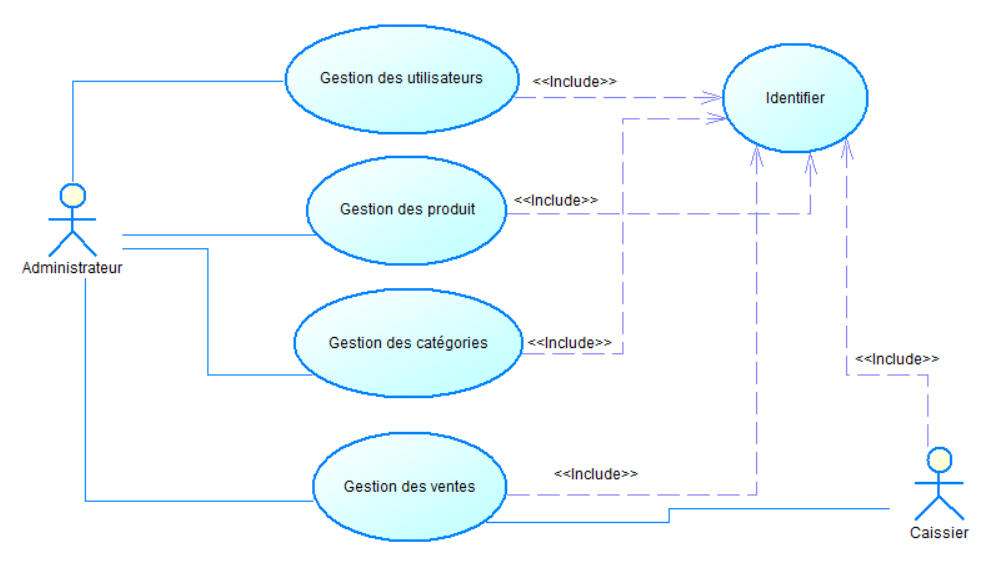 Gestion des utilisateurs
<<Include>>
Identifier
Gestion des produit
<<Include>>
Administrateur
Gestion des catégories
<<Include>>
<<Include>>
Gestion des ventes
<<Include>>
Caissier